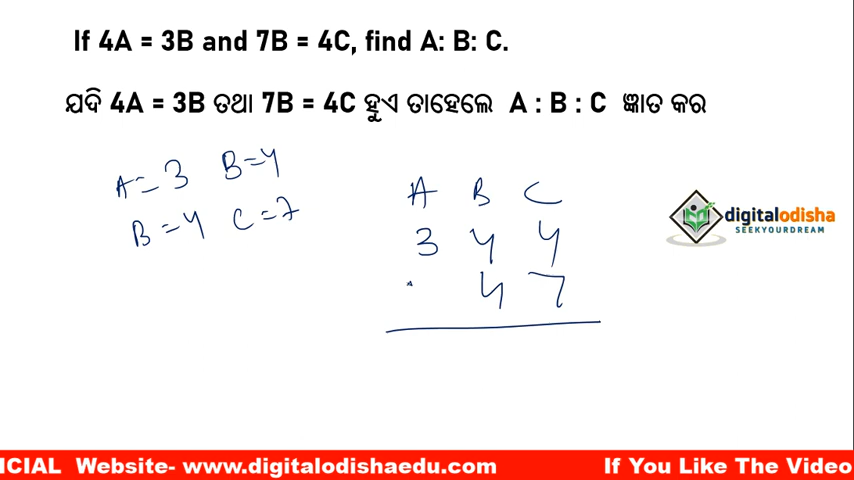 If 4A = 3B and 7B = 4C, find A: B: C.
ଯଦି 4A = 3B ତଥା 7B = 4C ହୁଏ ତାହେଲେ A : B : C ଜ୍ଞାତ କର
A = 3 B = 4
B = 4 C = 7
A B C
3 4 4
4 7
digitalodisha
SEEKYOURDREAM
ICIAL Website- www.digitalodishaedu.com If You Like The Video